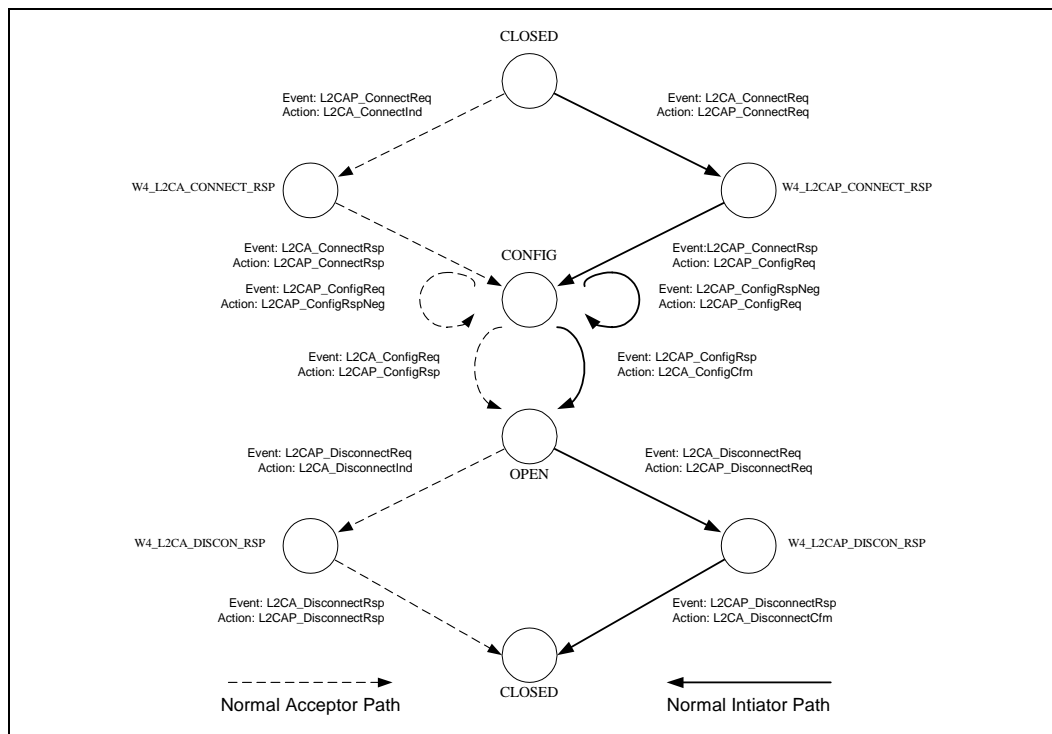 CLOSED
Event: L2CAP_ConnectReq
Action: L2CA_ConnectInd
Event: L2CA_ConnectReq
Action: L2CAP_ConnectReq
W4_L2CA_CONNECT_RSP
W4_L2CAP_CONNECT_RSP
Event: L2CA_ConnectRsp
Action: L2CAP_ConnectRsp
CONFIG
Event:L2CAP_ConnectRsp
Action: L2CAP_ConfigReq
Event: L2CAP_ConfigReq
Action: L2CAP_ConfigRspNeg
Event: L2CAP_ConfigRspNeg
Action: L2CAP_ConfigReq
Event: L2CA_ConfigReq
Action: L2CAP_ConfigRsp
Event: L2CAP_ConfigRsp
Action: L2CA_ConfigCfm
Event: L2CAP_DisconnectReq
Action: L2CA_DisconnectInd
OPEN
Event: L2CA_DisconnectReq
Action: L2CAP_DisconnectReq
W4_L2CA_DISCON_RSP
W4_L2CAP_DISCON_RSP
Event: L2CA_DisconnectRsp
Action: L2CAP_DisconnectRsp
Event: L2CAP_DisconnectRsp
Action: L2CA_DisconnectCfm
CLOSED
Normal Acceptor Path
Normal Intiator Path